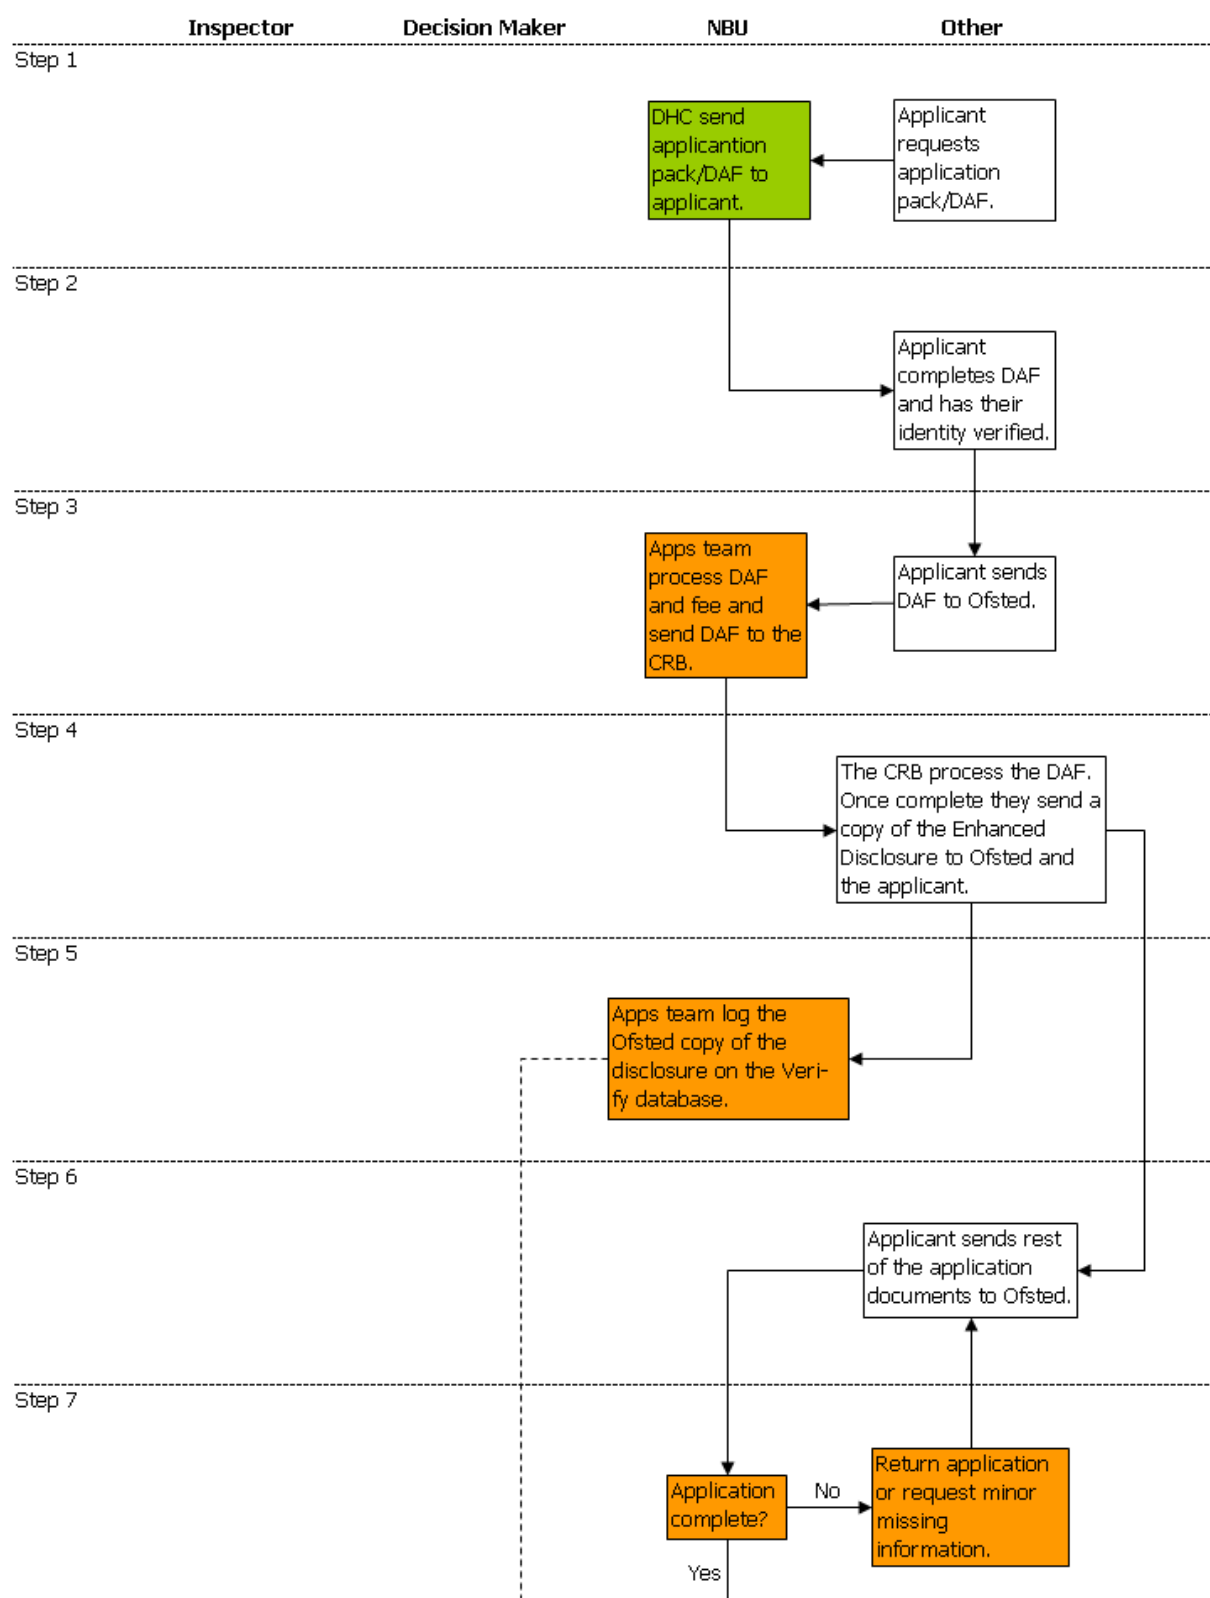 Inspector Decision Maker NBU Other
Step 1
DHC send
applicantion
pack/DAF to
applicant.
Applicant
requests
application
pack/DAF.
Step 2
Applicant
completes DAF
and has their
identity verified.
Step 3
Apps team
process DAF
and fee and
send DAF to the
CRB.
Applicant sends
DAF to Ofsted.
Step 4
The CRB process the DAF.
Once complete they send a
copy of the Enhanced
Disclosure to Ofsted and
the applicant.
Step 5
Apps team log the
Ofsted copy of the
disclosure on the Veri-
fy database.
Step 6
Applicant sends rest
of the application
documents to Ofsted.
Step 7
Application
complete?
No
Return application
or request minor
missing
information.
Yes